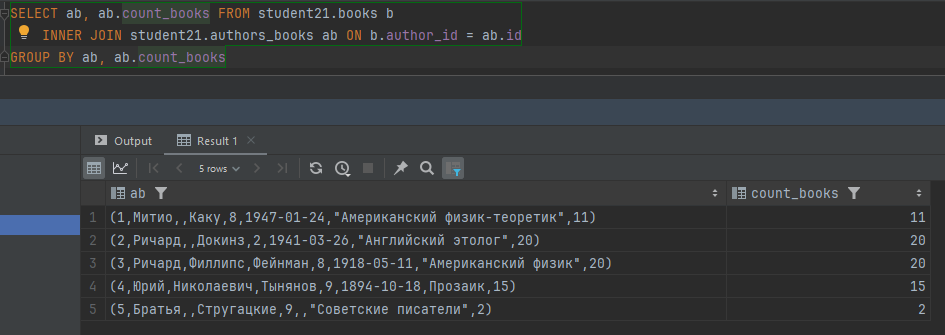 SELECT ab, ab.count_books FROM student21.books b
INNER JOIN student21.authors_books ab ON b.author_id = ab.id
GROUP BY ab, ab.count_books
Output
Result 1
5 rows
ab count_books
1 (1,Митио,,Каку,8,1947-01-24,"Американский физик-теоретик",11) 11
2 (2,Ричард,,Докинз,2,1941-03-26,"Английский этолог",20) 20
3 (3,Ричард,Филлипс,Фейнман,8,1918-05-11,"Американский физик",20) 20
4 (4,Юрий,Николаевич,Тынянов,9,1894-10-18,Прозаик,15) 15
5 (5,Братья,,Стругацкие,9,,"Советские писатели",2) 2